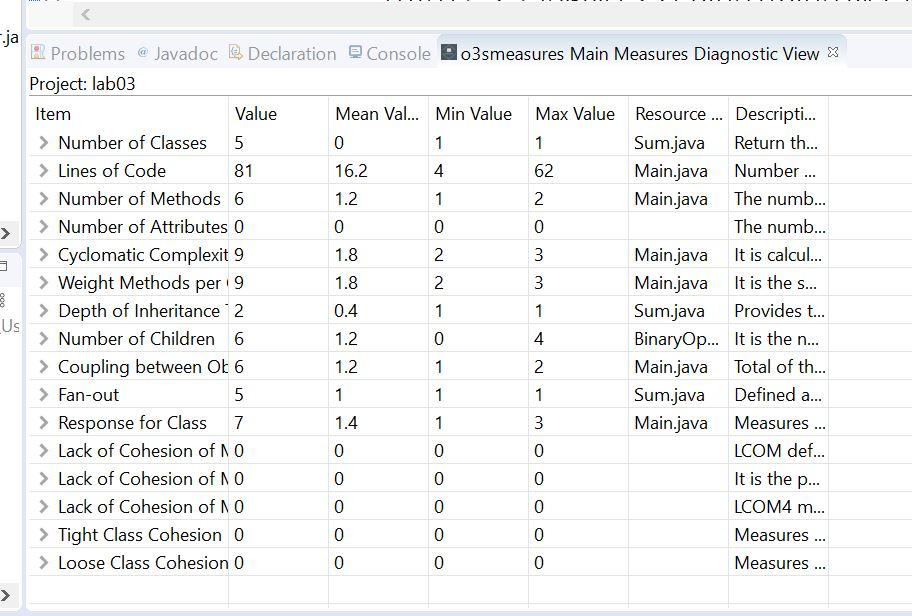 r.ja
Problems @ Javadoc Declaration Console o3smeasures Main Measures Diagnostic View
Project: lab03
Item Value Mean Val... Min Value Max Value Resource ... Descripti...
Number of Classes 5 0 1 1 Sum.java Return th...
Lines of Code 81 16.2 4 62 Main.java Number ...
Number of Methods 6 1.2 1 2 Main.java The numb...
Number of Attributes 0 0 0 0 The numb...
Cyclomatic Complexit 9 1.8 2 3 Main.java It is calcul...
Weight Methods per 9 1.8 2 3 Main.java It is the s...
Us
Depth of Inheritance 2 0.4 1 1 Sum.java Provides t...
Number of Children 6 1.2 0 4 BinaryOp... It is the n...
Coupling between Ob 6 1.2 1 2 Main.java Total of th...
Fan-out 5 1 1 1 Sum.java Defined a...
Response for Class 7 1.4 1 3 Main.java Measures ...
Lack of Cohesion of M 0 0 0 0 LCOM def...
Lack of Cohesion of M 0 0 0 0 It is the p...
Lack of Cohesion of M 0 0 0 0 LCOM4 m...
Tight Class Cohesion 0 0 0 0 Measures ...
Loose Class Cohesion 0 0 0 0 Measures ...